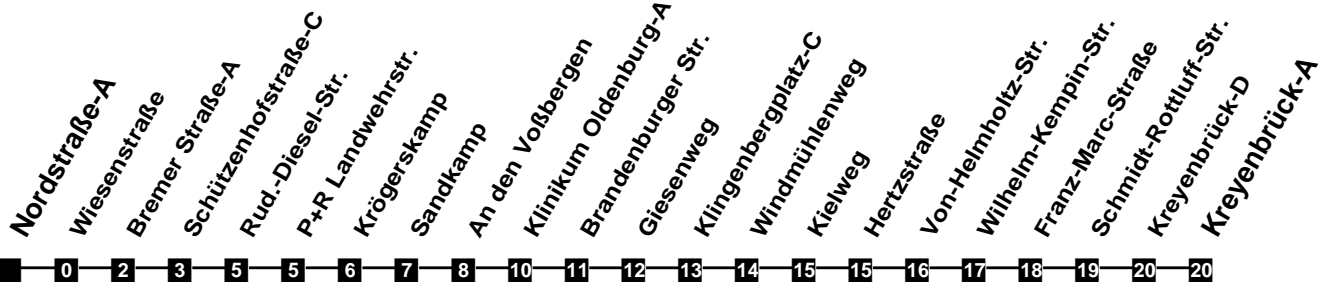 Nordstraße-A
Wiesenstraße
Bremer Straße-A
Schützenhofstraße-C
Rud.-Diesel-Str.
P+R Landwehrstr.
Krögerskamp
Sandkamp
An den Voßbergen
Klinikum Oldenburg-A
Brandenburger Str.
Giesenweg
Klingenbergplatz-C
Windmühlenweg
Kielweg
Hertzstraße
Von-Helmholtz-Str.
Wilhelm-Kempin-Str.
Franz-Marc-Straße
Schmidt-Rottluff-Str.
Kreyenbrück-D
Kreyenbrück-A
0 2 3 5 5 6 7 8 10 11 12 13 14 15 15 16 17 18 19 20 20